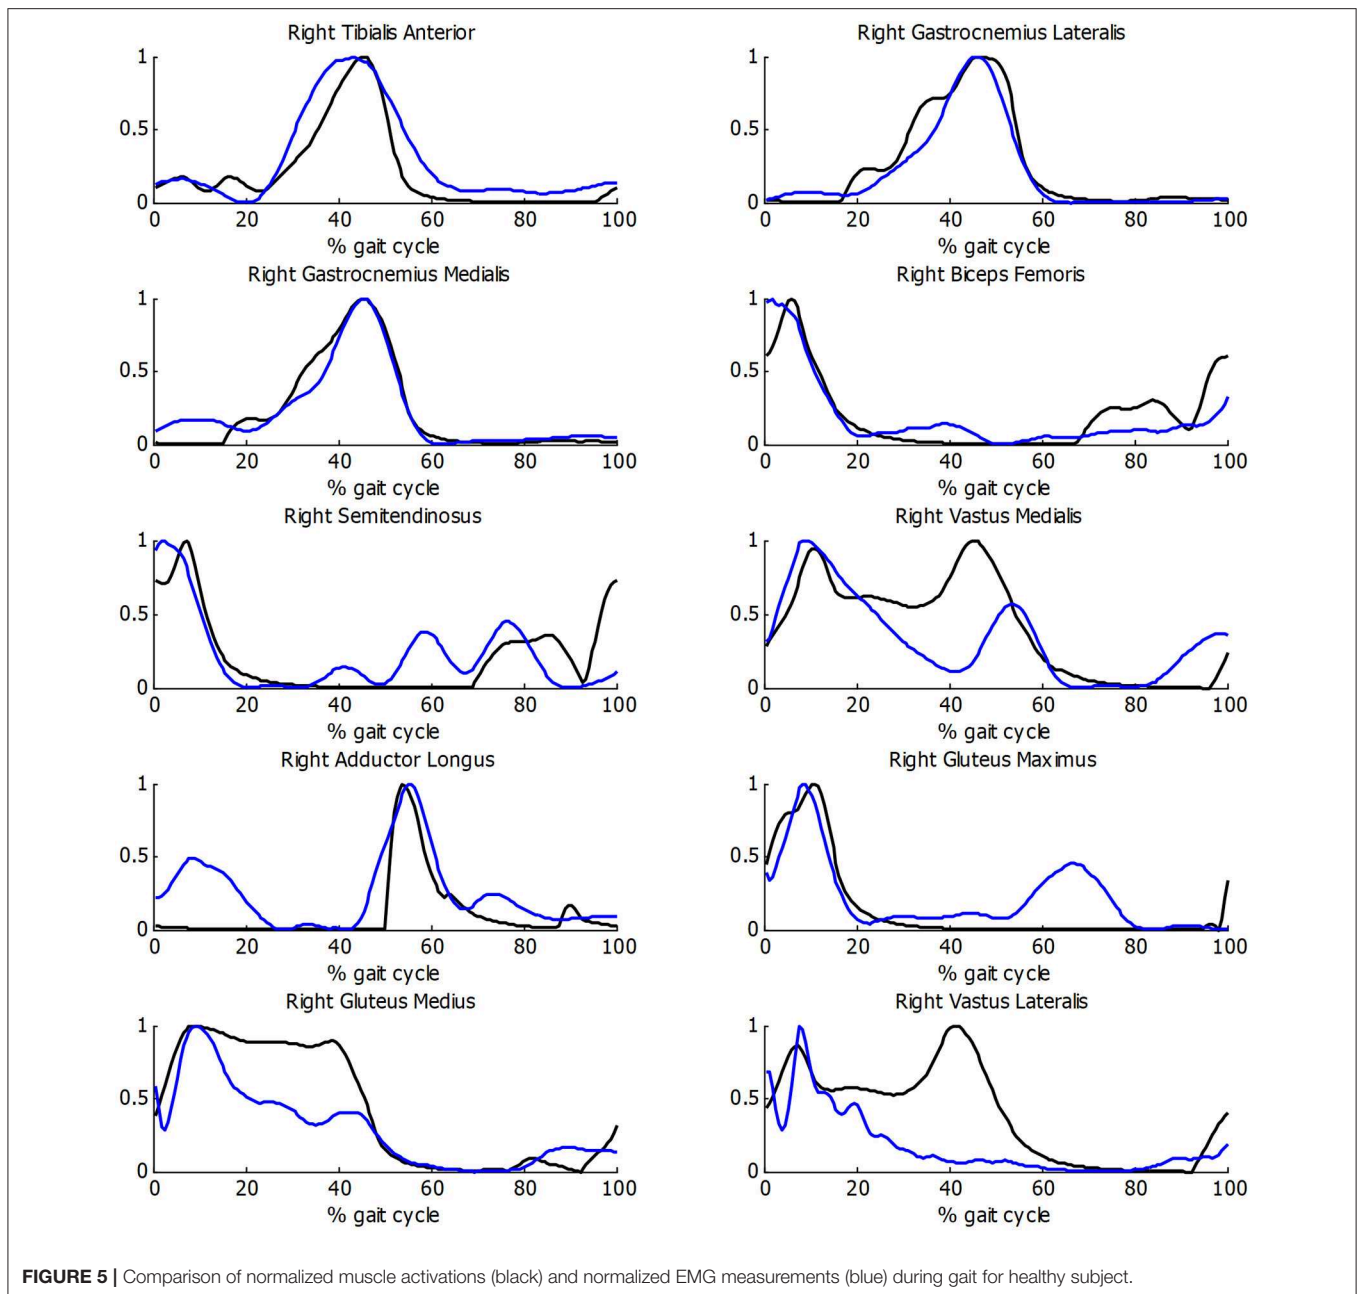 Right Tibialis Anterior
1
0.5
0
0 20 40 60 80 100
% gait cycle
Right Gastrocnemius Lateralis
1
0.5
0
0 20 40 60 80 100
% gait cycle
Right Gastrocnemius Medialis
1
0.5
0
0 20 40 60 80 100
% gait cycle
Right Biceps Femoris
1
0.5
0
0 20 40 60 80 100
% gait cycle
Right Semitendinosus
1
0.5
0
0 20 40 60 80 100
% gait cycle
Right Vastus Medialis
1
0.5
0
0 20 40 60 80 100
% gait cycle
Right Adductor Longus
1
0.5
0
0 20 40 60 80 100
% gait cycle
Right Gluteus Maximus
1
0.5
0
0 20 40 60 80 100
% gait cycle
Right Gluteus Medius
1
0.5
0
0 20 40 60 80 100
% gait cycle
Right Vastus Lateralis
1
0.5
0
0 20 40 60 80 100
% gait cycle
FIGURE 5 | Comparison of normalized muscle activations (black) and normalized EMG measurements (blue) during gait for healthy subject.